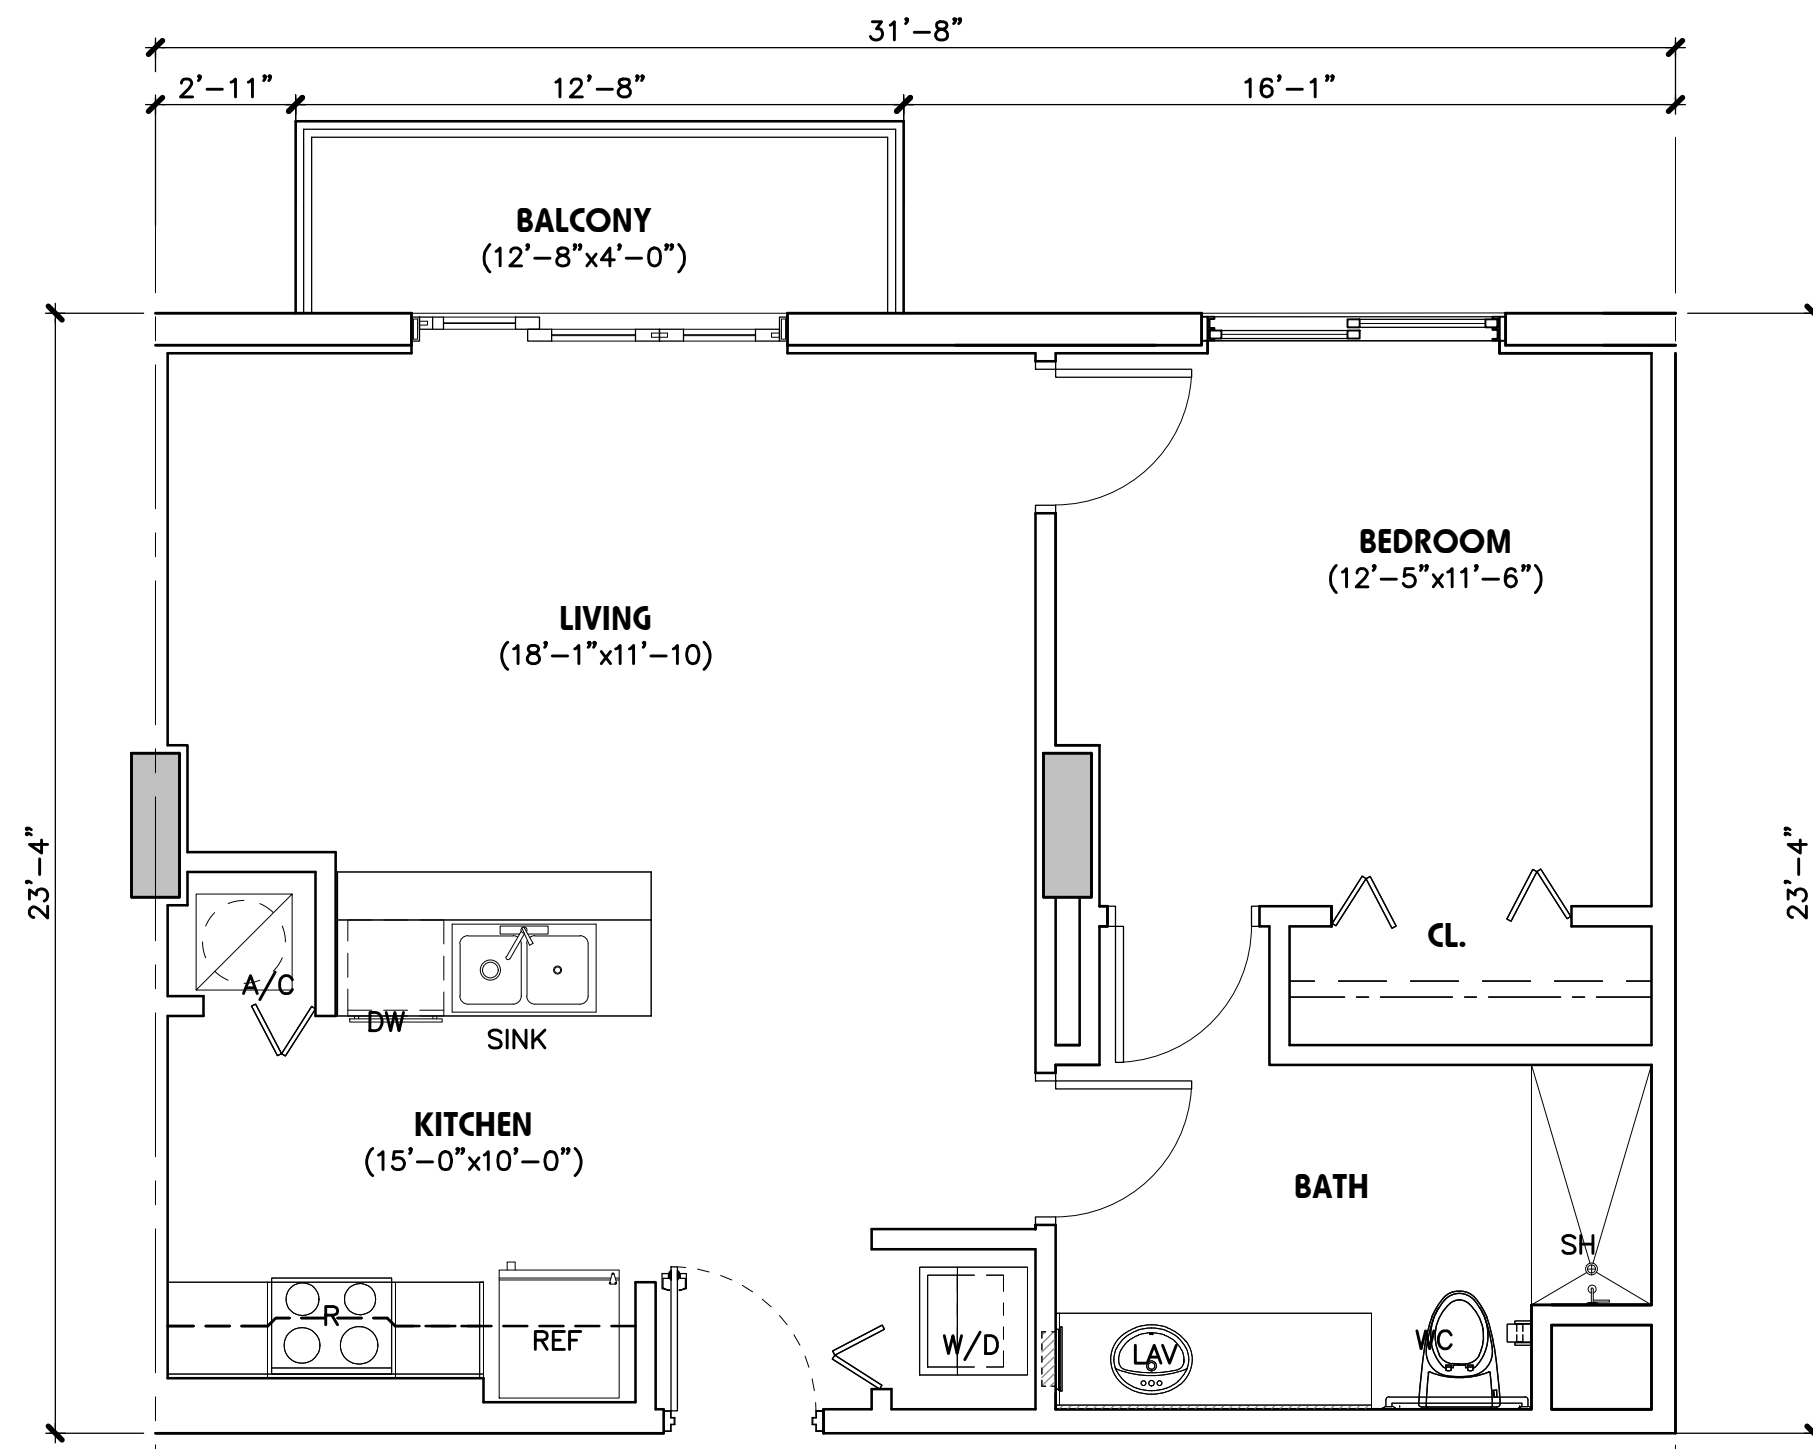 31'-8"
2'-11" 12'-8" 16'-1"
BALCONY
(12'-8"x4'-0")
BEDROOM
(12'-5"x11'-6")
LIVING
(18'-1"x11'-10)
23'-4"
23'-4"
CL.
A/C
DW
SINK
KITCHEN
(15'-0"x10'-0")
BATH
SH
R
REF
W/D
LAV
WC